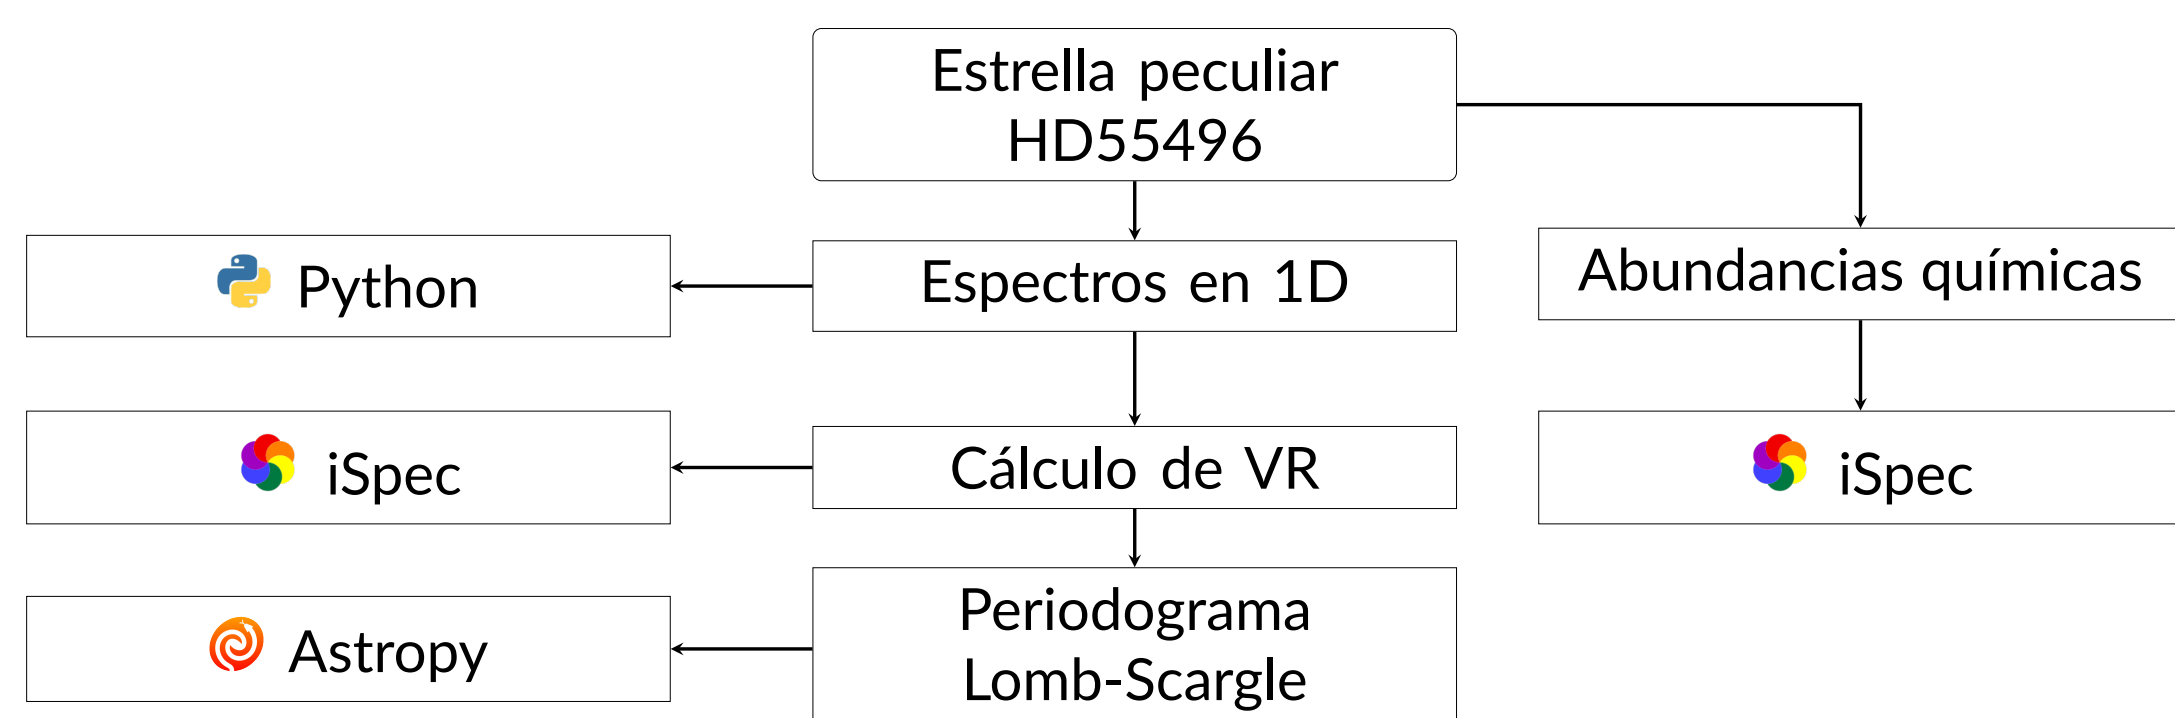 Estrella peculiar
HD55496
Python
Espectros en 1D
Abundancias químicas
iSpec
Cálculo de VR
iSpec
Astropy
Periodograma
Lomb-Scargle